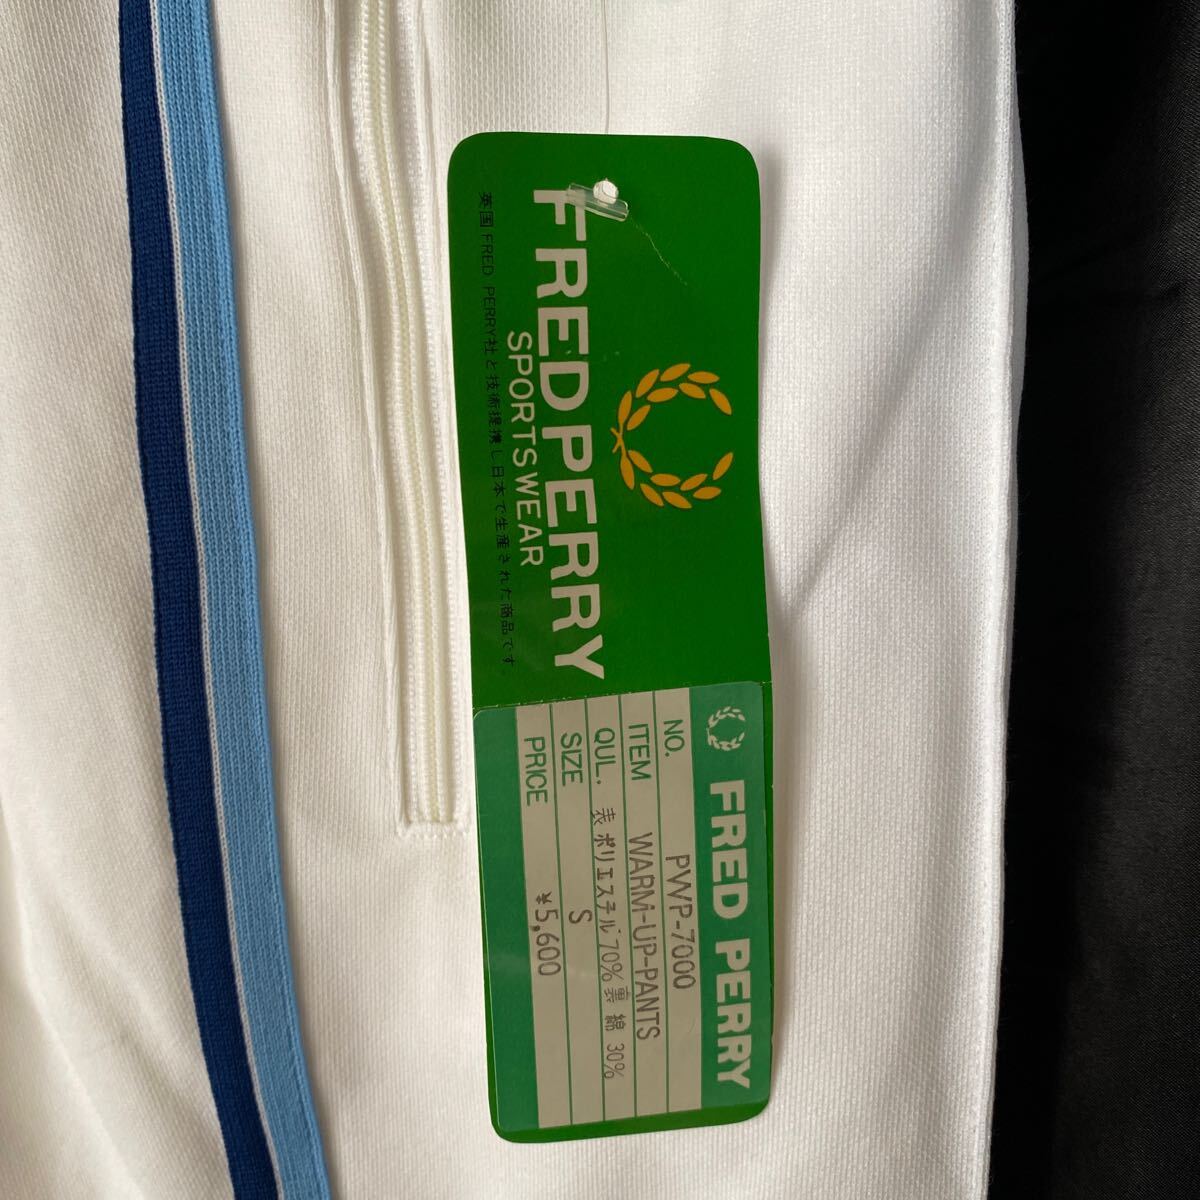 FRED PERRY
SPORTSWEAR
英国 FRED PERRY社と技術提携し日本で生産された商品です。
FRED PERRY
NO. PWP-7000
ITEM WARM-UP-PANTS
QUL. 表 ポリエステル 70% 裏 綿 30%
SIZE S
PRICE ¥5,600